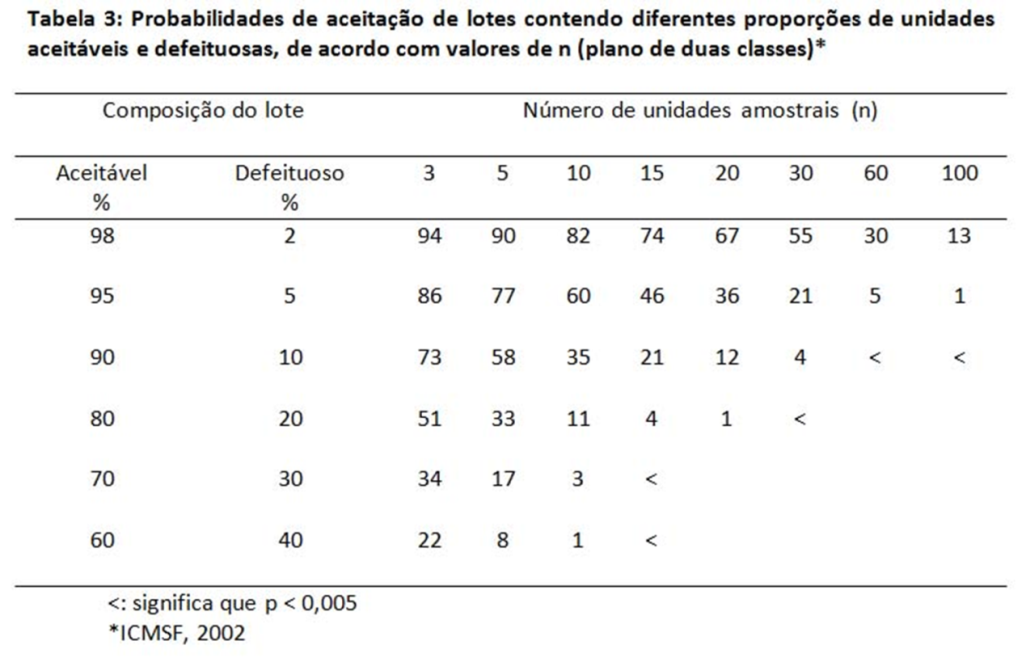 Tabela 3: Probabilidades de aceitação de lotes contendo diferentes proporções de unidades
aceitáveis e defeituosas, de acordo com valores de n (plano de duas classes)*
Composição do lote Número de unidades amostrais (n)
Aceitável Defeituoso 3 5 10 15 20 30 60 100
% %
98 2 94 90 82 74 67 55 30 13
95 5 86 77 60 46 36 21 5 1
90 10 73 58 35 21 12 4 < <
80 20 51 33 11 4 1 <
70 30 34 17 3 <
60 40 22 8 1 <
<: significa que p < 0,005
*ICMSF, 2002